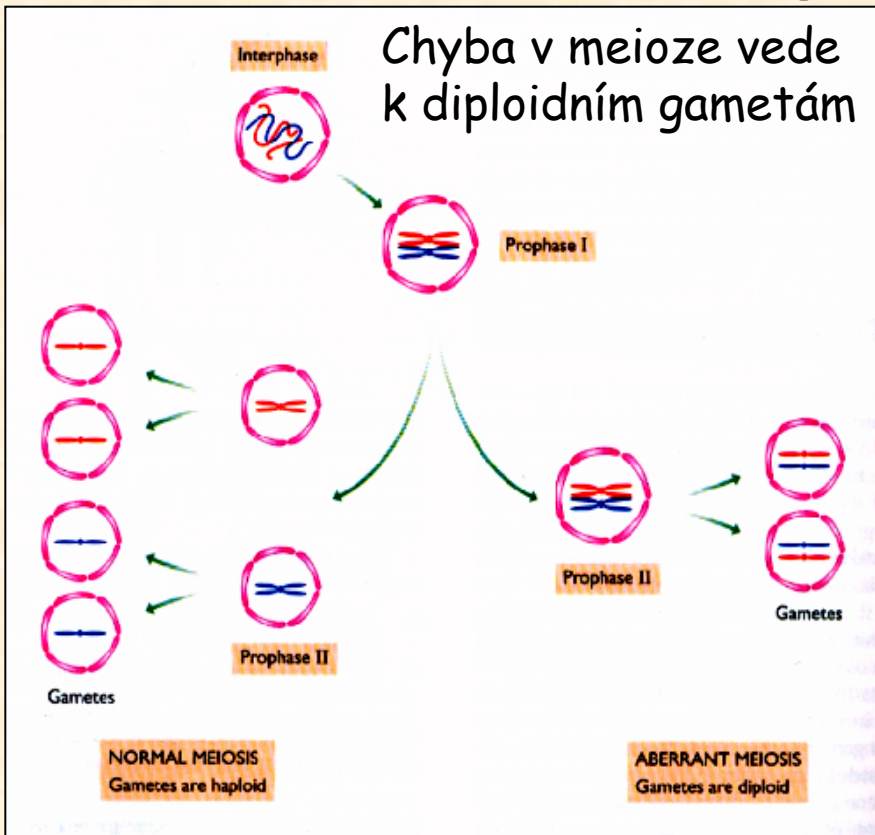 Chyba v meioze vede
k diploidním gametám
Interphase
Prophase I
Prophase II
Gametes
Prophase II
Gametes
NORMAL MEIOSIS
Gametes are haploid
ABERRANT MEIOSIS
Gametes are diploid